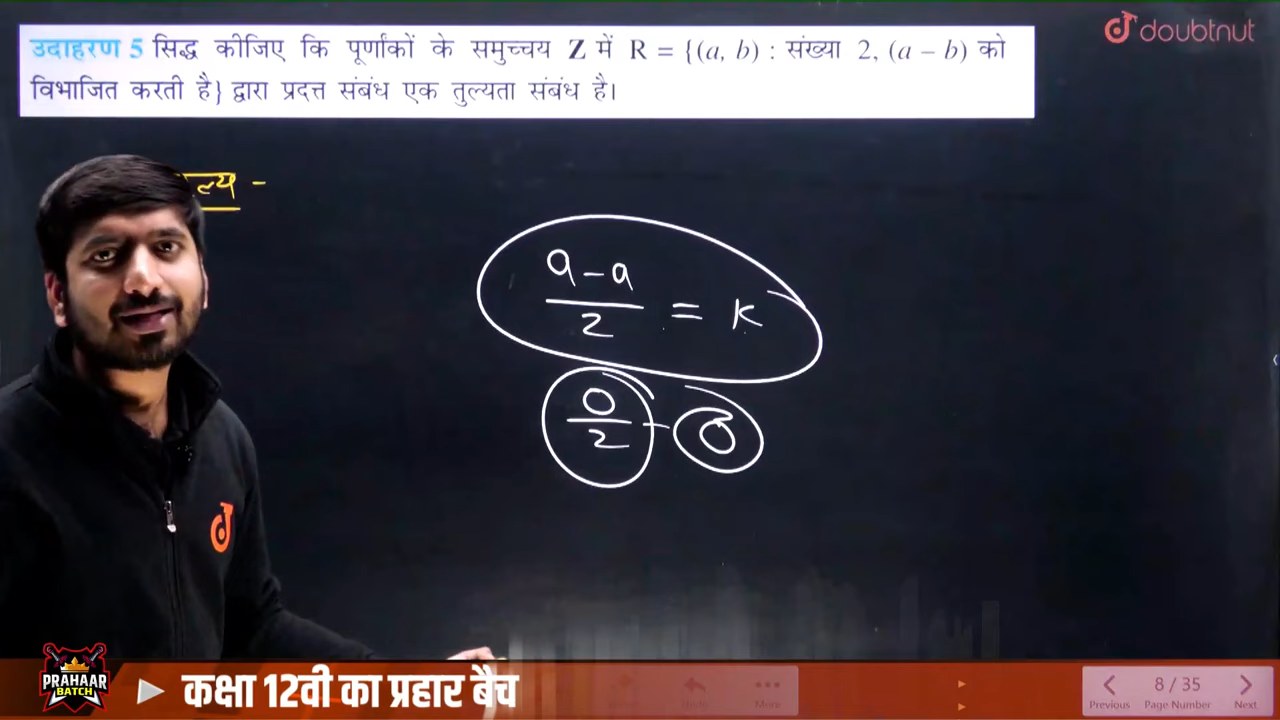 doubtnut
उदाहरण 5 सिद्ध कीजिए कि पूर्णांकों के समुच्चय Z में R = {(a, b) : संख्या 2, (a – b) को
विभाजित करती है} द्वारा प्रदत्त संबंध एक तुल्यता संबंध है।
a - a
2
= K
0
2
- 0
PRAHAAR
BATCH
कक्षा 12वी का प्रहार बैच
More
Previous
8 / 35
Page Number
Next